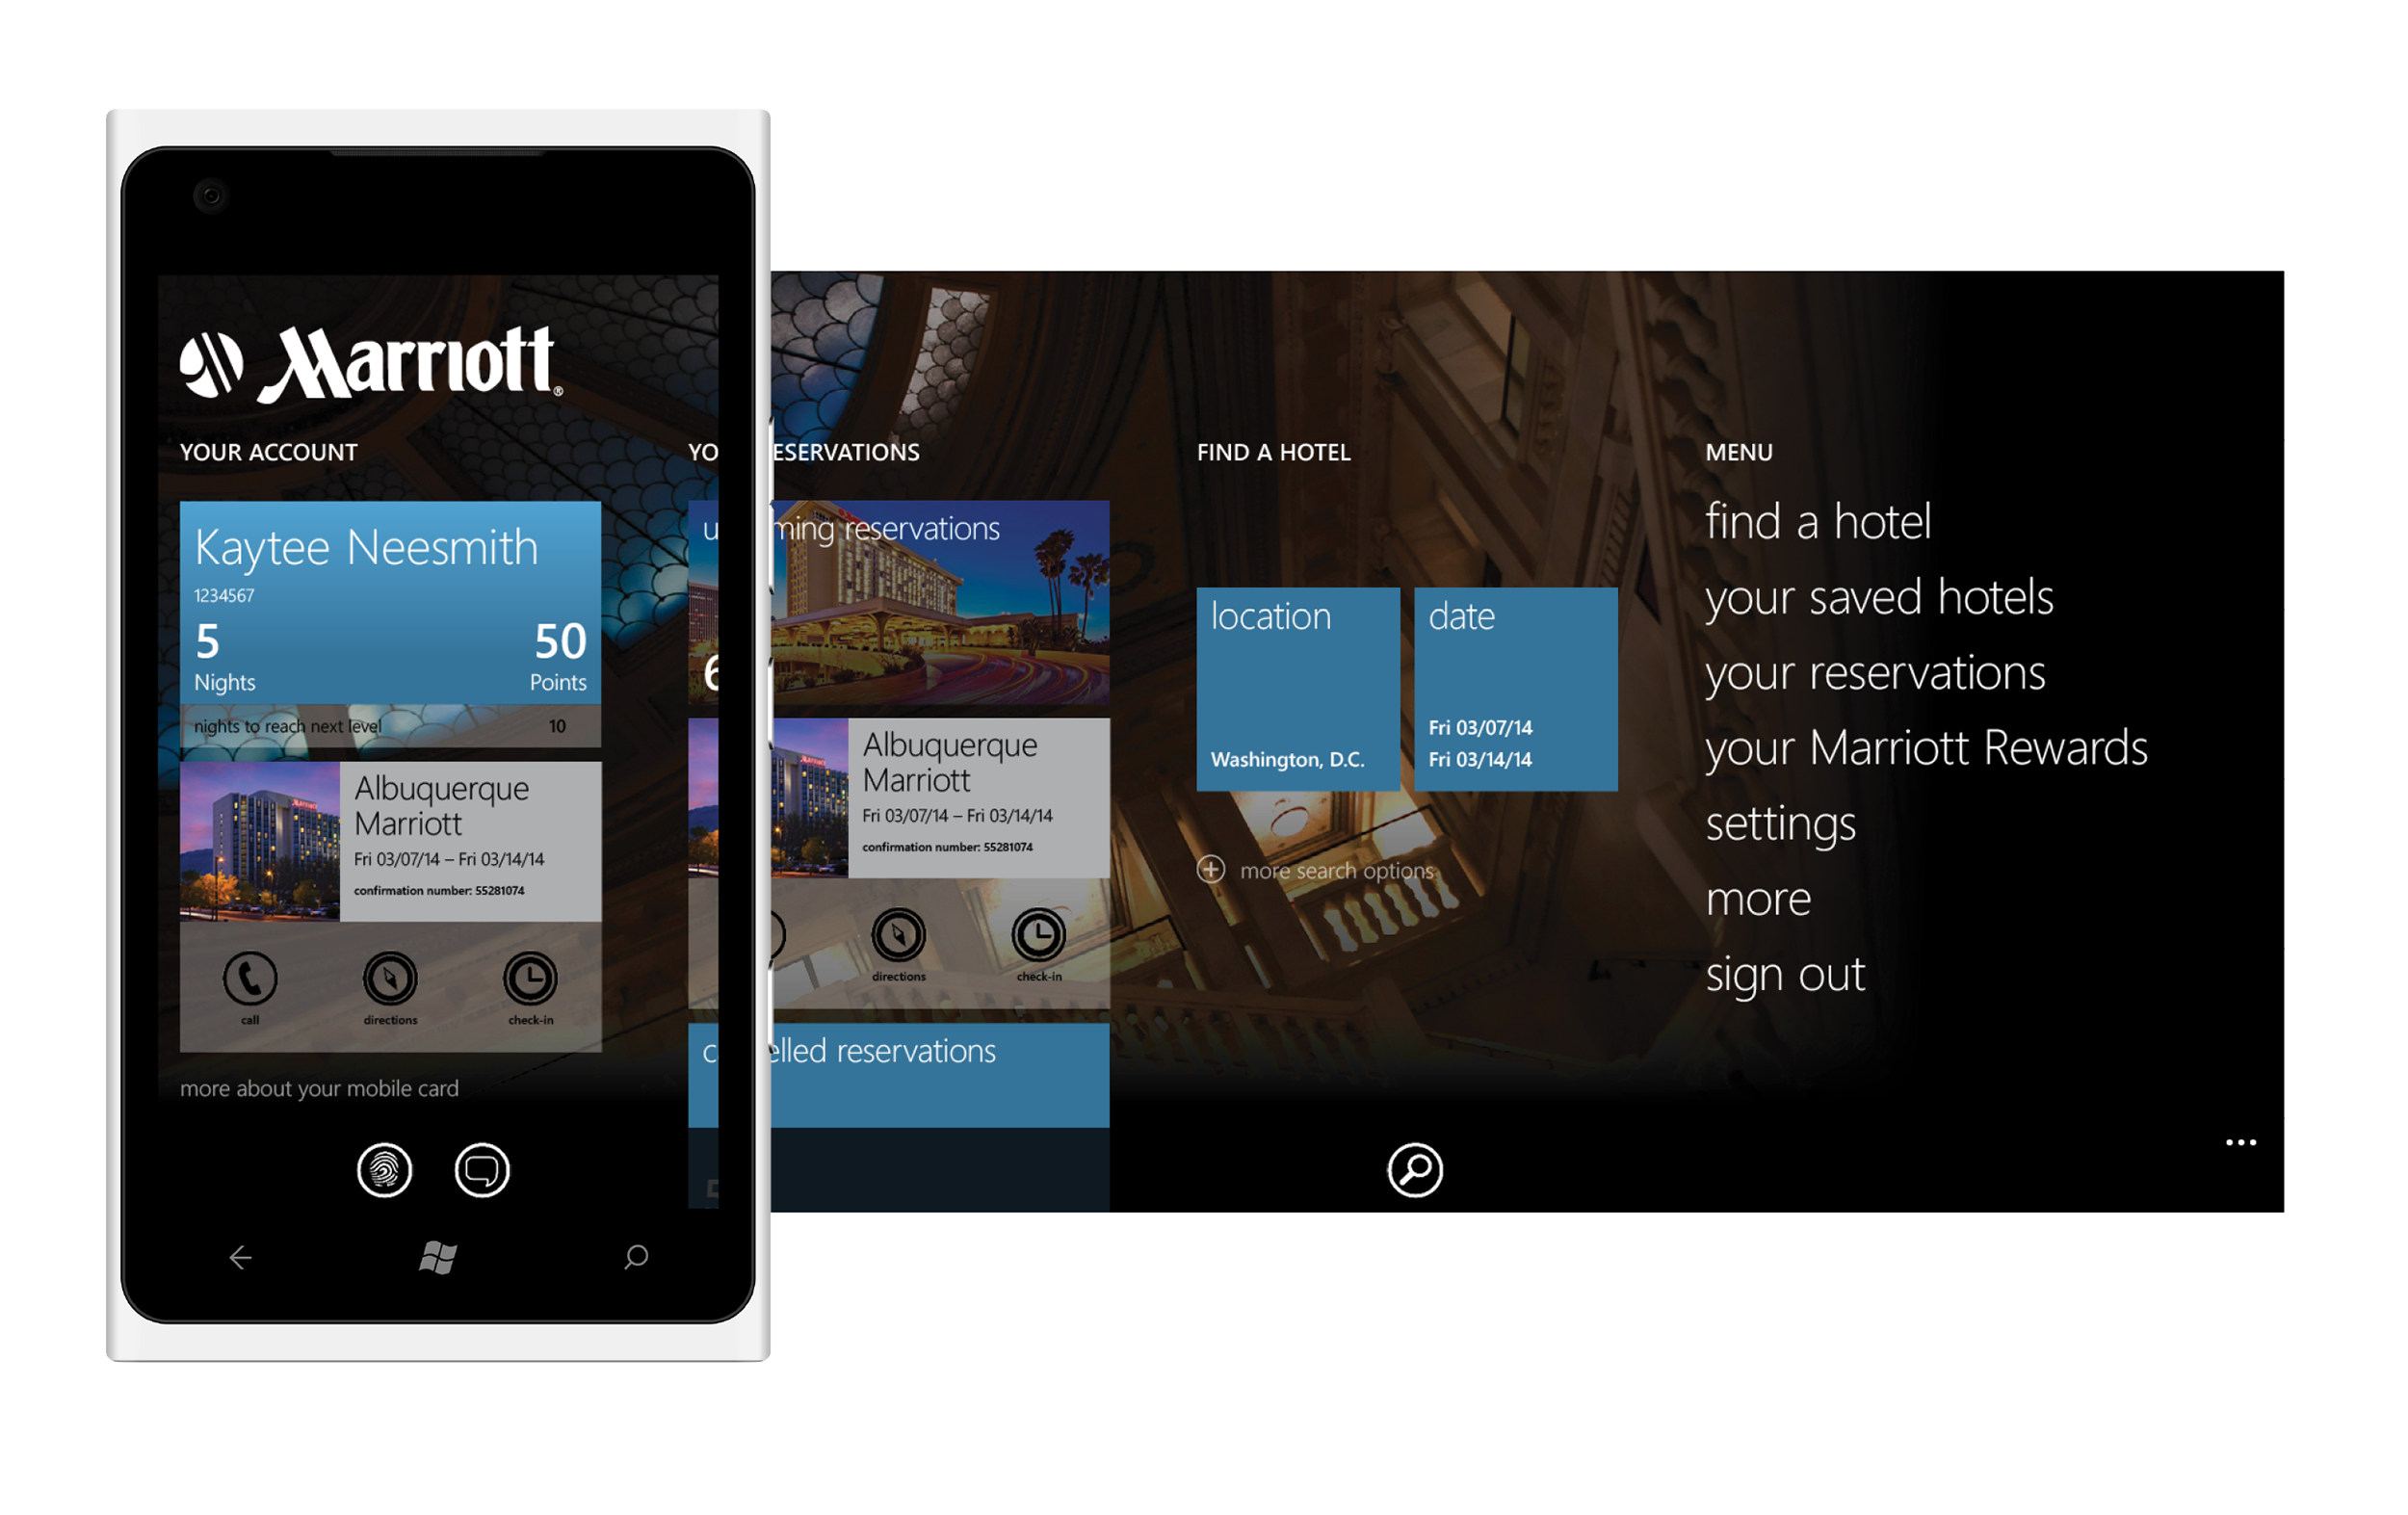 Marriott®
YOUR ACCOUNT
Kaytee Neesmith
1234567
5
50
Nights
Points
nights to reach next level 10
Albuquerque
Marriott
Fri 03/07/14 – Fri 03/14/14
confirmation number: 55281074
call
directions
check-in
more about your mobile card
YO ESERVATIONS
u ming reservations
6
Albuquerque
Marriott
Fri 03/07/14 – Fri 03/14/14
confirmation number: 55281074
directions
check-in
c elled reservations
FIND A HOTEL
location
Washington, D.C.
date
Fri 03/07/14
Fri 03/14/14
more search options
MENU
find a hotel
your saved hotels
your reservations
your Marriott Rewards
settings
more
sign out